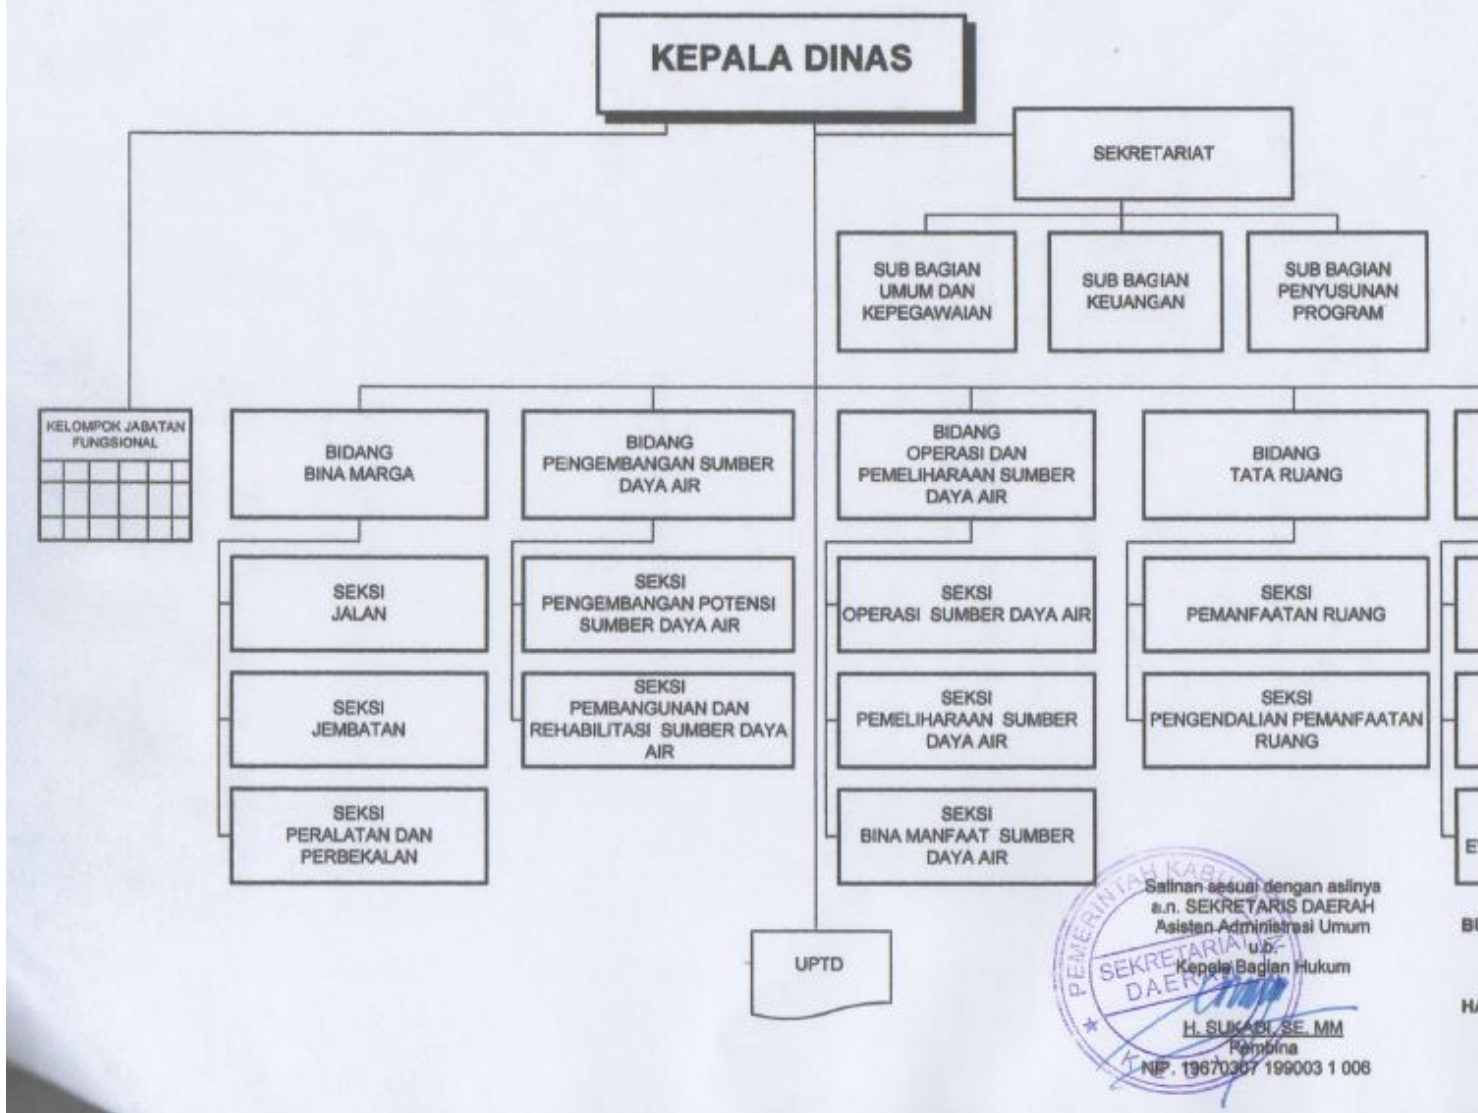 KEPALA DINAS
SEKRETARIAT
SUB BAGIAN
UMUM DAN
KEPEGAWAIAN
SUB BAGIAN
KEUANGAN
SUB BAGIAN
PENYUSUNAN
PROGRAM
KELOMPOK JABATAN
FUNGSIONAL
BIDANG
BINA MARGA
BIDANG
PENGEMBANGAN SUMBER
DAYA AIR
BIDANG
OPERASI DAN
PEMELIHARAAN SUMBER
DAYA AIR
BIDANG
TATA RUANG
SEKSI
JALAN
SEKSI
JEMBATAN
SEKSI
PERALATAN DAN
PERBEKALAN
SEKSI
PENGEMBANGAN POTENSI
SUMBER DAYA AIR
SEKSI
PEMBANGUNAN DAN
REHABILITASI SUMBER DAYA
AIR
SEKSI
OPERASI SUMBER DAYA AIR
SEKSI
PEMELIHARAAN SUMBER
DAYA AIR
SEKSI
BINA MANFAAT SUMBER
DAYA AIR
SEKSI
PEMANFAATAN RUANG
SEKSI
PENGENDALIAN PEMANFAATAN
RUANG
UPTD
Salinan sesuai dengan aslinya
a.n. SEKRETARIS DAERAH
Asisten Administrasi Umum
u.b.
Kepala Bagian Hukum
H. SUKADI, SE. MM
Pembina
NIP. 19670307 199003 1 006
PEMERINTAH
SEKRETARIAT
DAERAH